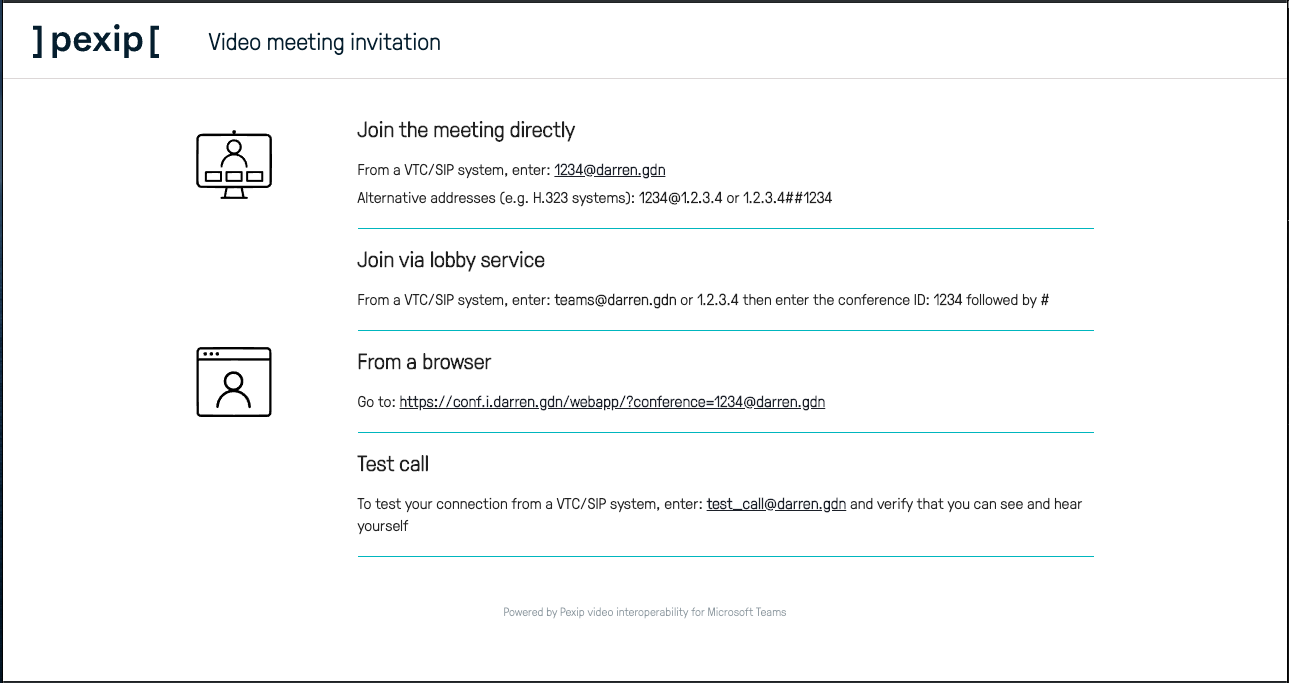 ]pexip[
Video meeting invitation
Join the meeting directly
From a VTC/SIP system, enter: 1234@darren.gdn
Alternative addresses (e.g. H.323 systems): 1234@1.2.3.4 or 1.2.3.4##1234
Join via lobby service
From a VTC/SIP system, enter: teams@darren.gdn or 1.2.3.4 then enter the conference ID: 1234 followed by #
From a browser
Go to: https://conf.i.darren.gdn/webapp/?conference=1234@darren.gdn
Test call
To test your connection from a VTC/SIP system, enter: test_call@darren.gdn and verify that you can see and hear
yourself
Powered by Pexip video interoperability for Microsoft Teams